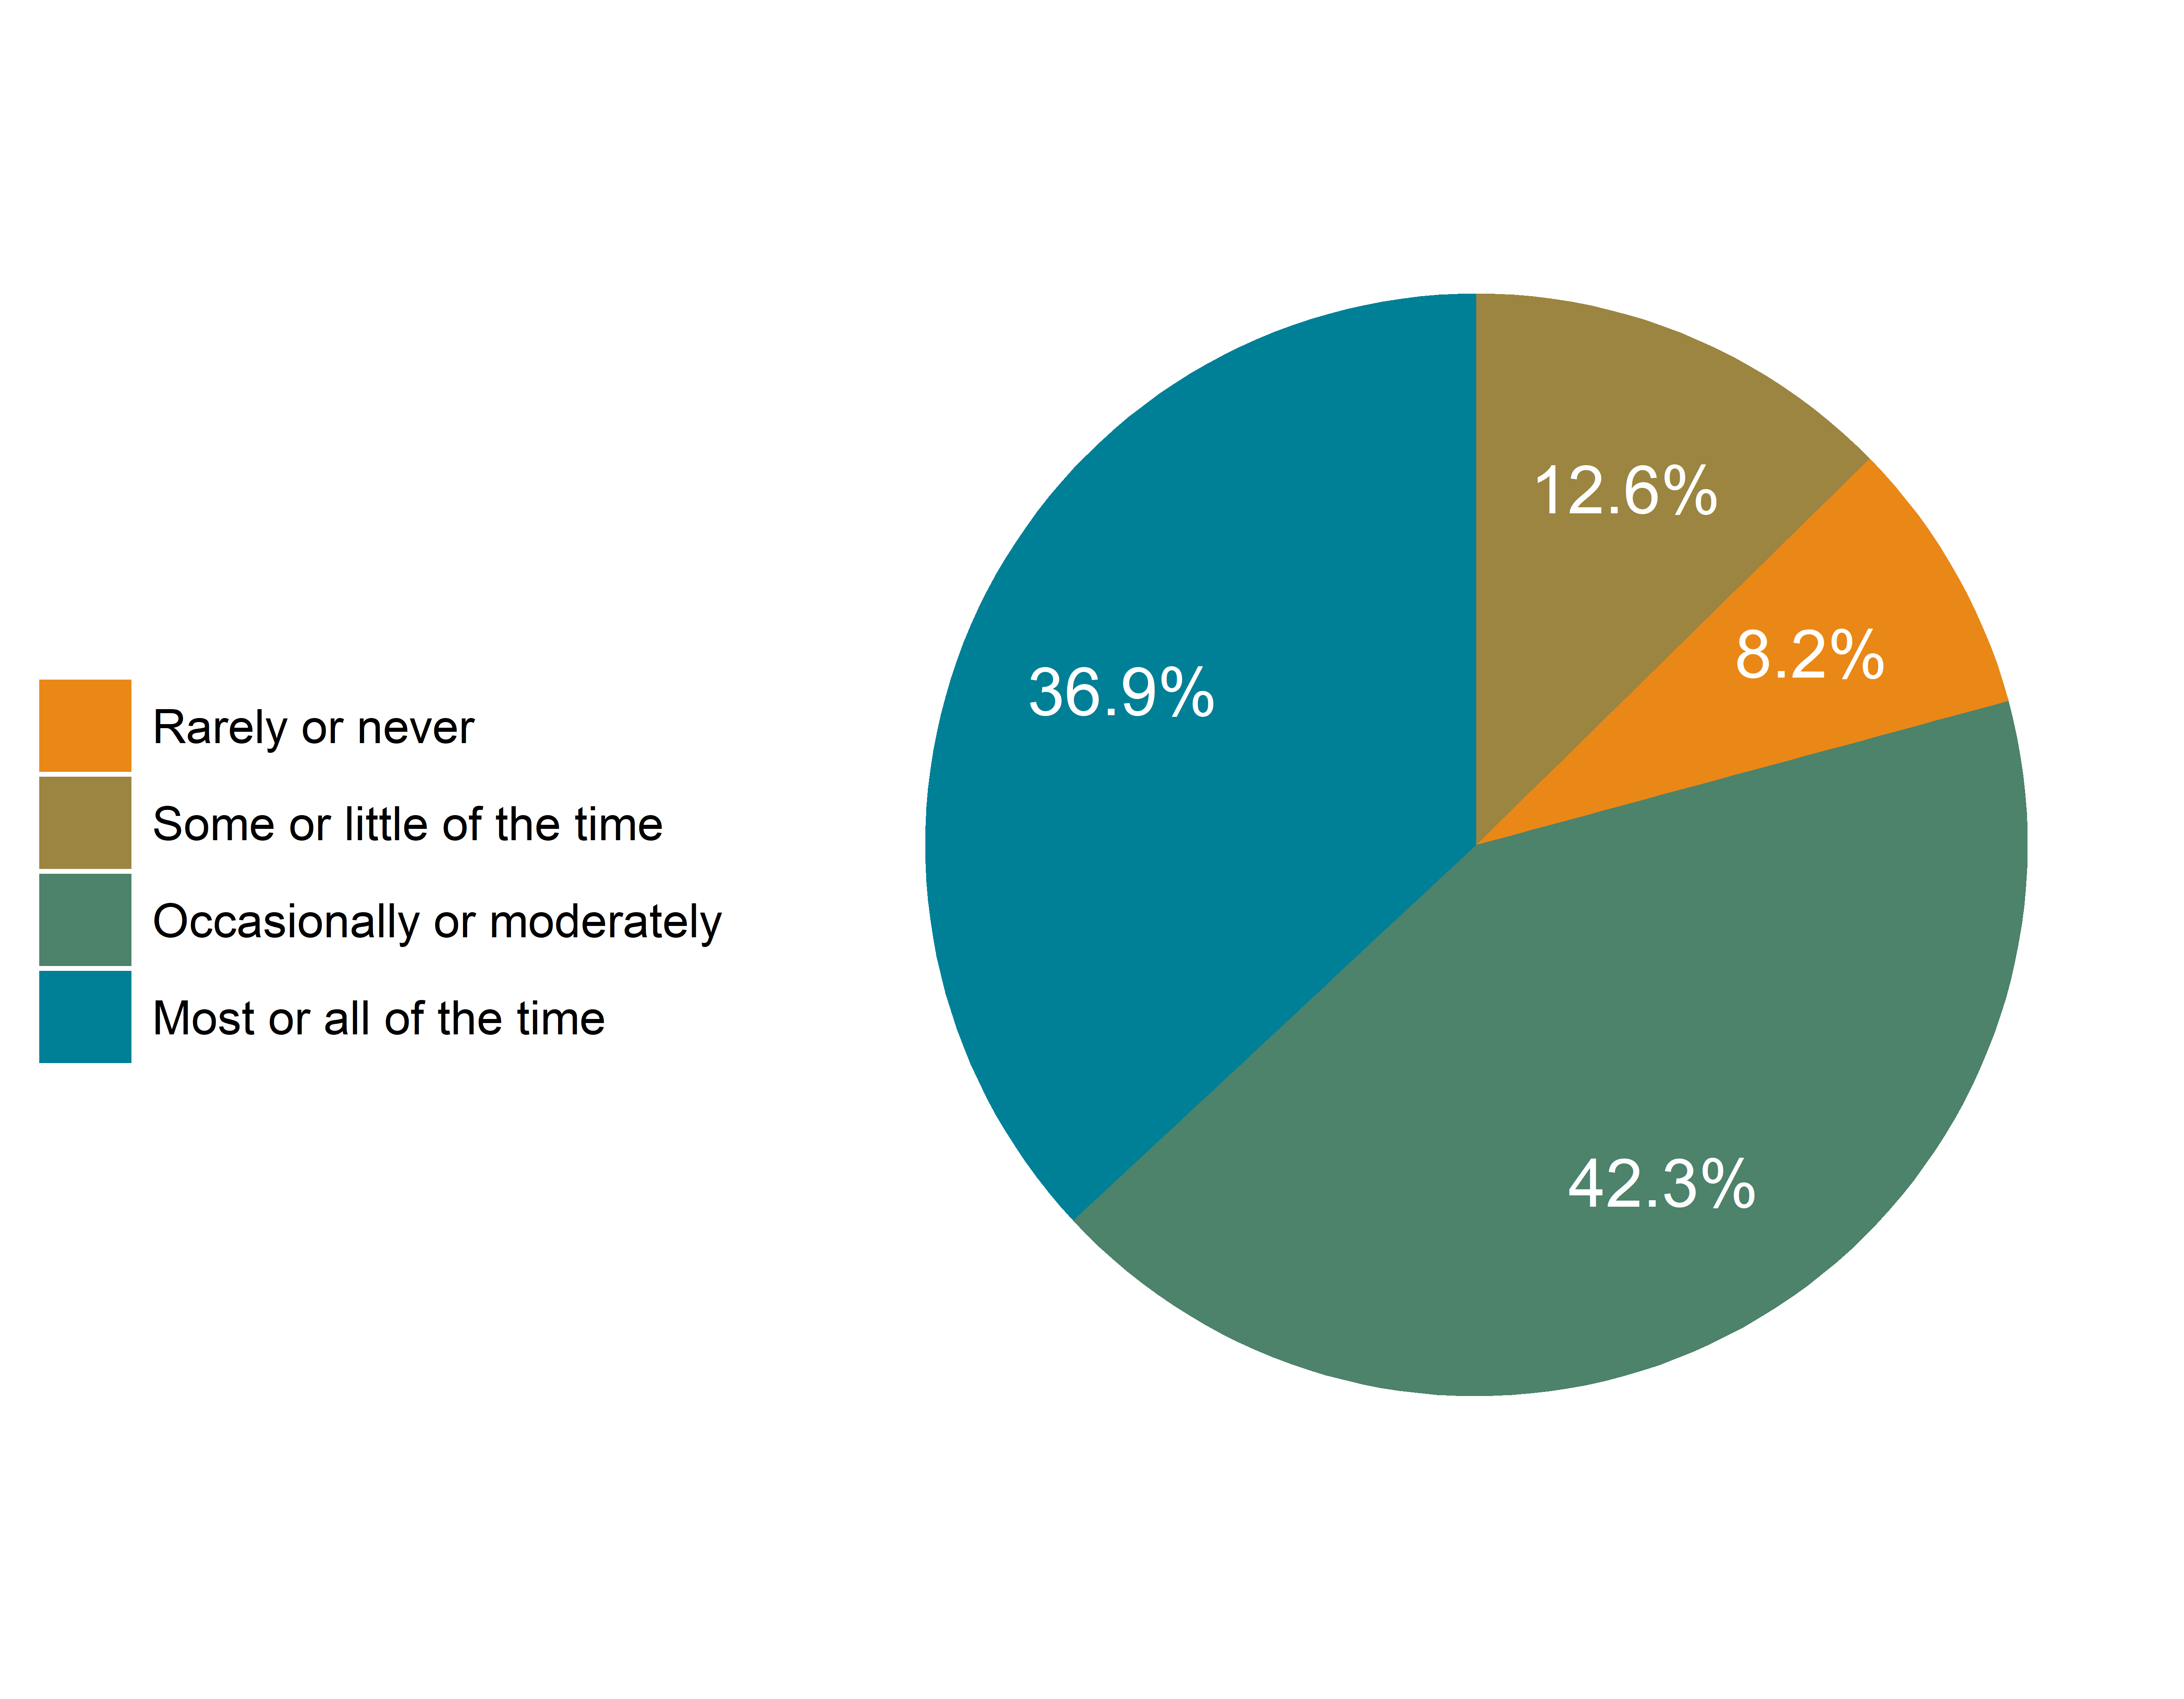 Rarely or never
Some or little of the time
Occasionally or moderately
Most or all of the time
12.6%
8.2%
36.9%
42.3%